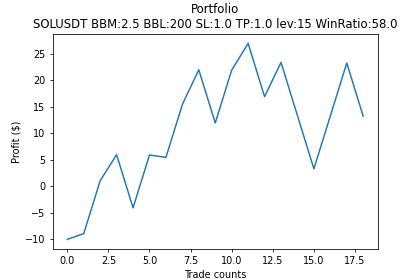 Portfolio
SOLUSDT BBM:2.5 BBL:200 SL:1.0 TP:1.0 lev:15 WinRatio:58.0
25
20
15
10
5
0
−5
−10
Profit ($)
0.0 2.5 5.0 7.5 10.0 12.5 15.0 17.5
Trade counts